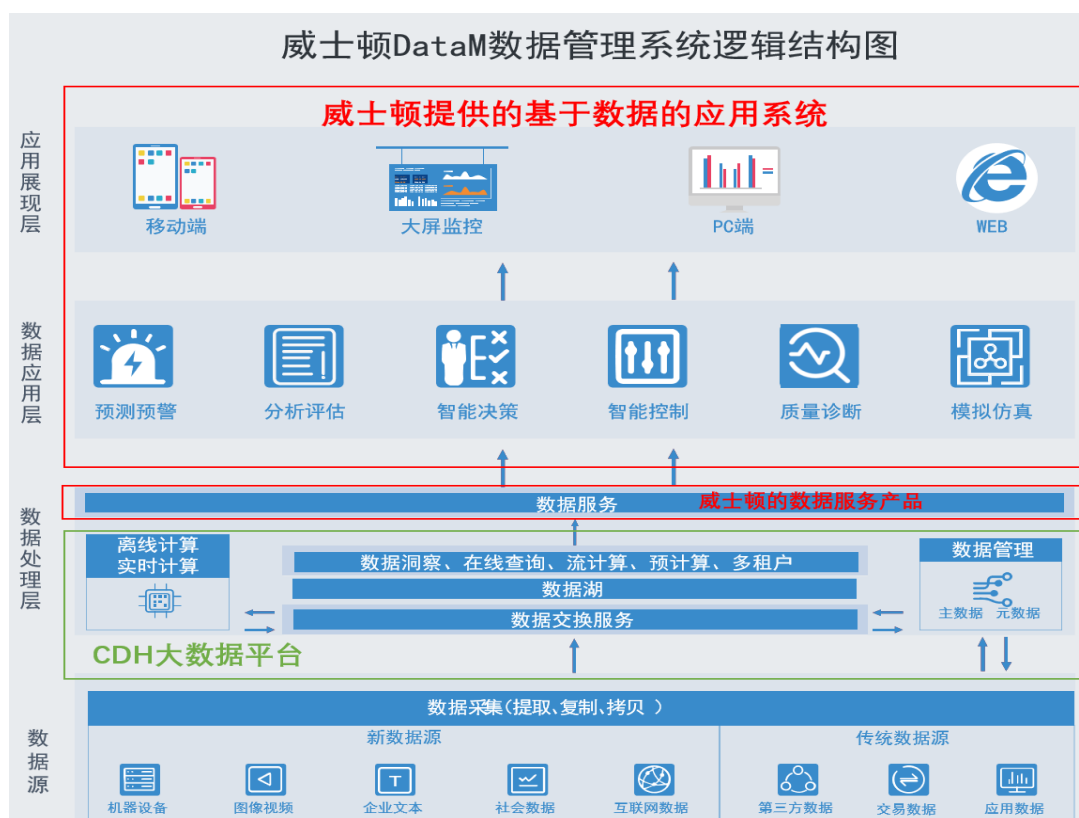 威士顿DataM数据管理系统逻辑结构图
威士顿提供的基于数据的应用系统
应用展现层
移动端
大屏监控
PC端
WEB
数据应用层
预测预警
分析评估
智能决策
智能控制
质量诊断
模拟仿真
数据处理层
数据服务
威士顿的数据服务产品
离线计算
实时计算
数据洞察、在线查询、流计算、预计算、多租户
数据湖
数据交换服务
数据管理
主数据 元数据
CDH大数据平台
数据源
数据采集(提取、复制、拷贝 )
新数据源
传统数据源
机器设备
图像视频
企业文本
社会数据
互联网数据
第三方数据
交易数据
应用数据